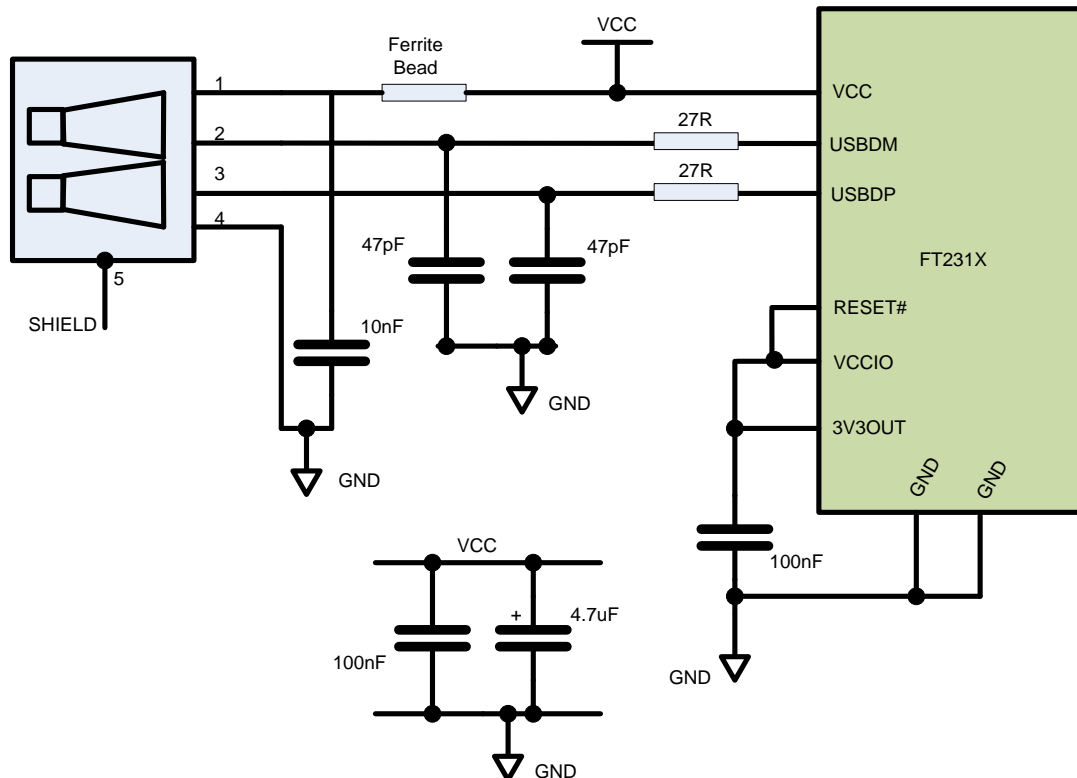 VCC
Ferrite
Bead
1
VCC
27R
2
USBDM
27R
3
USBDP
4
47pF
47pF
FT231X
5
SHIELD
10nF
RESET#
VCCIO
GND
3V3OUT
GND
GND
GND
VCC
100nF
+
4.7uF
100nF
GND
GND